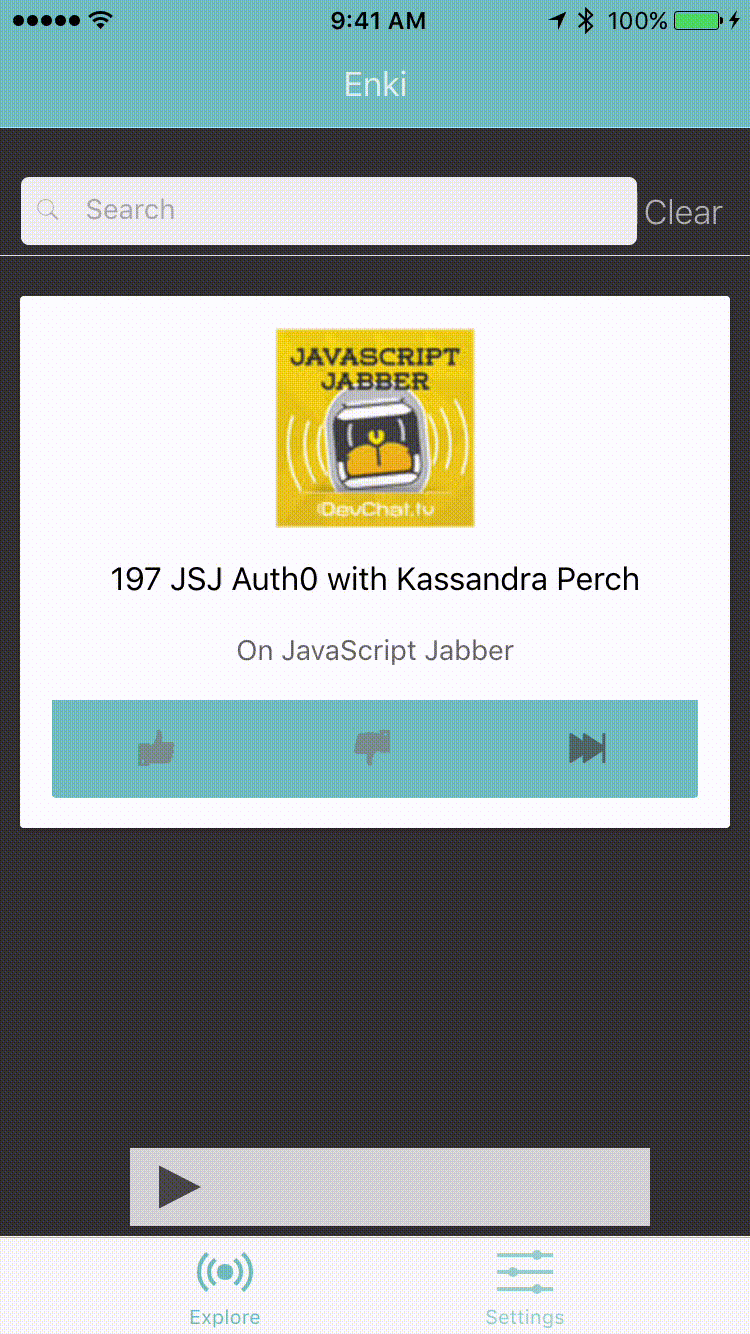 9:41 AM 100%
Enki
Search
Clear
JAVASCRIPT
JABBER
©DevChat.tv
197 JSJ Auth0 with Kassandra Perch
On JavaScript Jabber
Explore
Settings